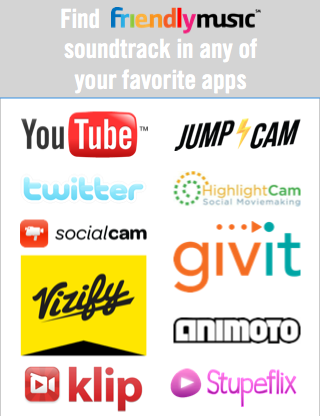 Find friendlymusic℠
soundtrack in any of
your favorite apps
YouTube™
JUMPCAM
twitter
HighlightCam
Social Moviemaking
socialcam
givit
Vizify
ANIMOTO
klip
Stupeflix